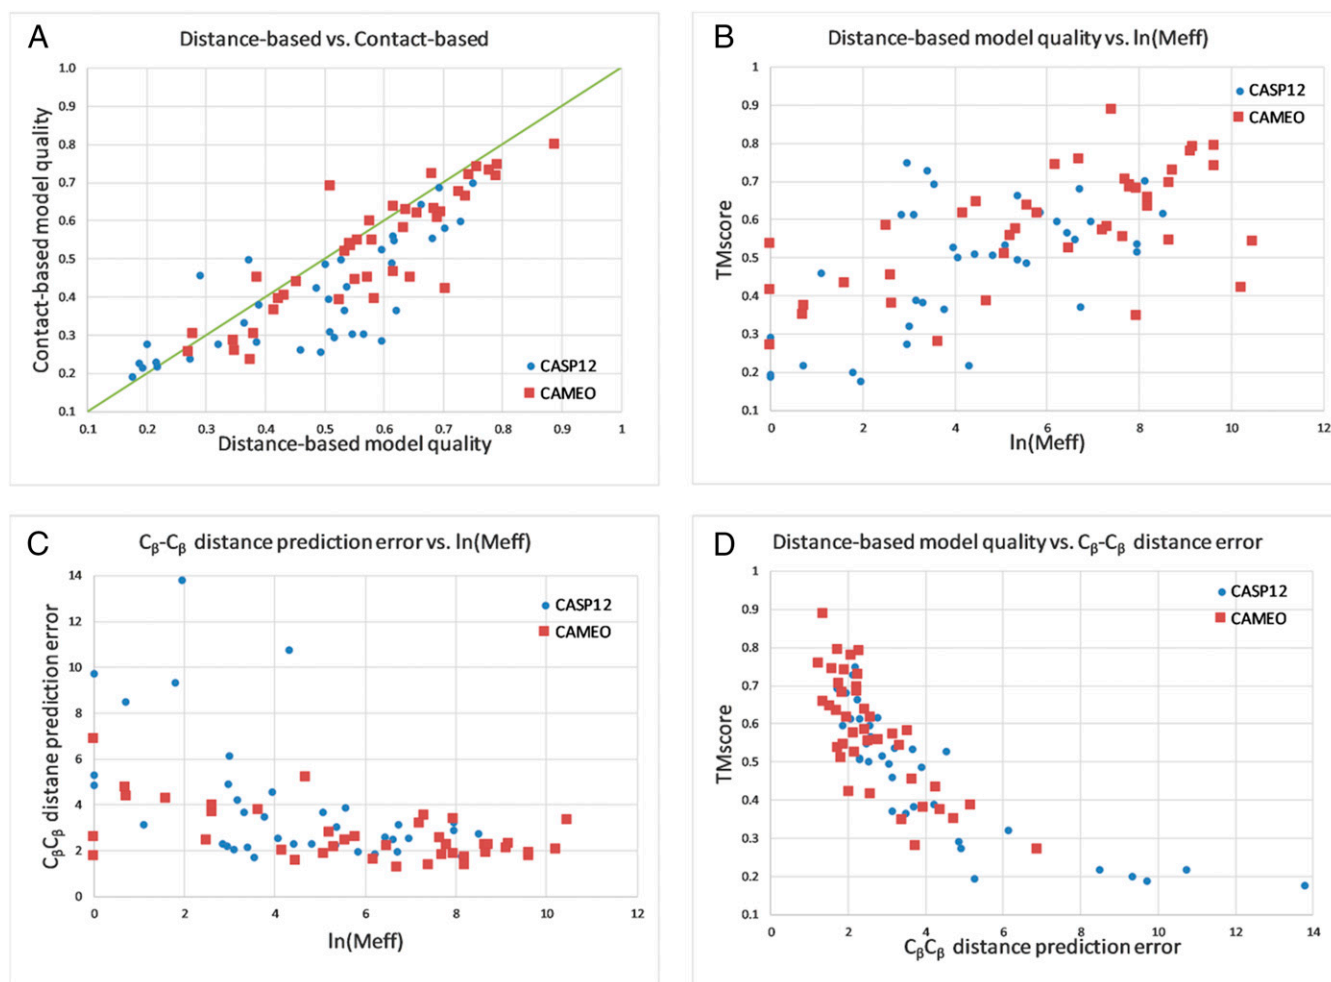 A
Distance-based vs. Contact-based
Contact-based model quality
1.0
0.9
0.8
0.7
0.6
0.5
0.4
0.3
0.2
0.1
CASP12
CAMEO
0.1 0.2 0.3 0.4 0.5 0.6 0.7 0.8 0.9 1
Distance-based model quality
B
Distance-based model quality vs. ln(Meff)
TMscore
1
0.9
0.8
0.7
0.6
0.5
0.4
0.3
0.2
0.1
CASP12
CAMEO
0 2 4 6 8 10 12
ln(Meff)
C
Cβ-Cβ distance prediction error vs. ln(Meff)
CβCβ distane prediction error
14
12
10
8
6
4
2
0
CASP12
CAMEO
0 2 4 6 8 10 12
ln(Meff)
D
Distance-based model quality vs. Cβ-Cβ distance error
TMscore
1
0.9
0.8
0.7
0.6
0.5
0.4
0.3
0.2
0.1
CASP12
CAMEO
0 2 4 6 8 10 12 14
CβCβ distance prediction error